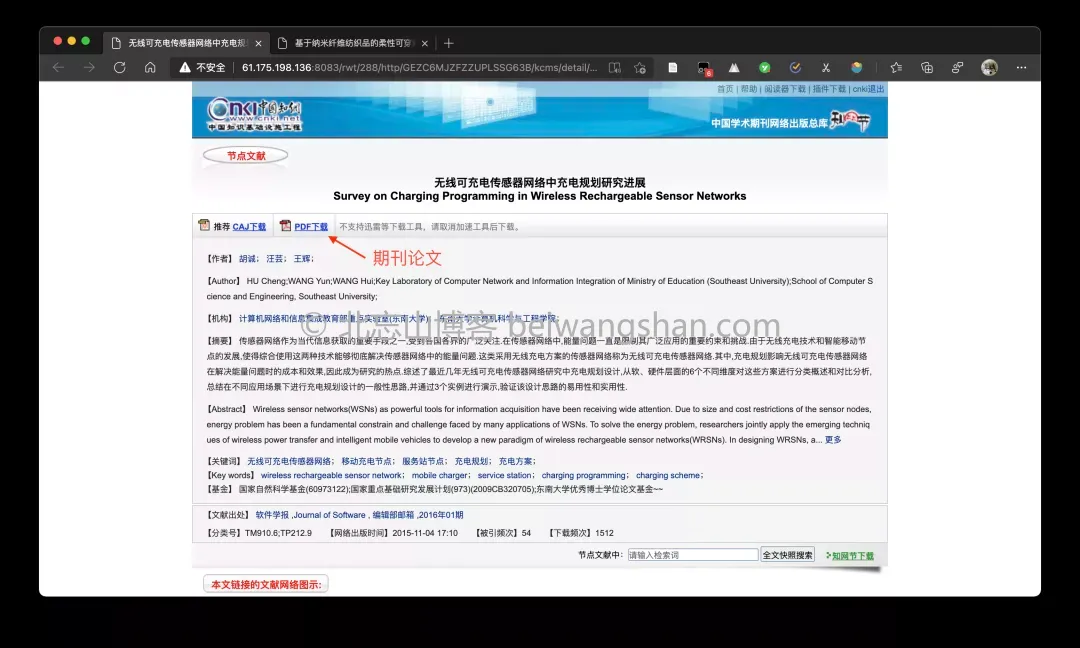 无线可充电传感器网络中充电规
基于纳米纤维纺织品的柔性可穿
不安全 61.175.198.136:8083/rwt/288/http/GEZC6MJZFZZUPLSSG63B/kcms/detail/...
6
首页 | 帮助 | 阅读器下载 | 插件下载 | cnki退出
Cnki 中国知网
www.cnki.net
中国知识基础设施工程
中国学术期刊网络出版总库
节点文献
无线可充电传感器网络中充电规划研究进展
Survey on Charging Programming in Wireless Rechargeable Sensor Networks
推荐 CAJ下载 PDF下载 不支持迅雷等下载工具,请取消加速工具后下载。
期刊论文
【作者】 胡诚; 汪芸; 王辉;
【Author】 HU Cheng;WANG Yun;WANG Hui;Key Laboratory of Computer Network and Information Integration of Ministry of Education (Southeast University);School of Computer S
cience and Engineering, Southeast University;
【机构】 计算机网络和信息集成教育部重点实验室(东南大学); 东南大学计算机科学与工程学院;
© 北忘山博客 beiwangshan.com
【摘要】 传感器网络作为当代信息获取的重要手段之一,受到各国各界的广泛关注.在传感器网络中,能量问题一直是限制其广泛应用的重要约束和挑战.由于无线充电技术和智能移动节
点的发展,使得综合使用这两种技术能够彻底解决传感器网络中的能量问题.这类采用无线充电方案的传感器网络称为无线可充电传感器网络.其中,充电规划影响无线可充电传感器网络
在解决能量问题时的成本和效果,因此成为研究的热点.综述了最近几年无线可充电传感器网络研究中充电规划设计,从软、硬件层面的6个不同维度对这些方案进行分类概述和对比分析,
总结在不同应用场景下进行充电规划设计的一般性思路,并通过3个实例进行演示,验证该设计思路的易用性和实用性.
【Abstract】 Wireless sensor networks(WSNs) as powerful tools for information acquisition have been receiving wide attention. Due to size and cost restrictions of the sensor nodes,
energy problem has been a fundamental constrain and challenge faced by many applications of WSNs. To solve the energy problem, researchers jointly apply the emerging techniq
ues of wireless power transfer and intelligent mobile vehicles to develop a new paradigm of wireless rechargeable sensor networks(WRSNs). In designing WRSNs, a... 更多
【关键词】 无线可充电传感器网络; 移动充电节点; 服务站节点; 充电规划; 充电方案;
【Key words】 wireless rechargeable sensor network; mobile charger; service station; charging programming; charging scheme;
【基金】 国家自然科学基金(60973122);国家重点基础研究发展计划(973)(2009CB320705);东南大学优秀博士学位论文基金~~
【文献出处】 软件学报 ,Journal of Software , 编辑部邮箱 ,2016年01期
【分类号】TM910.6;TP212.9 【网络出版时间】2015-11-04 17:10 【被引频次】54 【下载频次】1512
节点文献中: 请输入检索词 全文快照搜索 知网节下载
本文链接的文献网络图示: